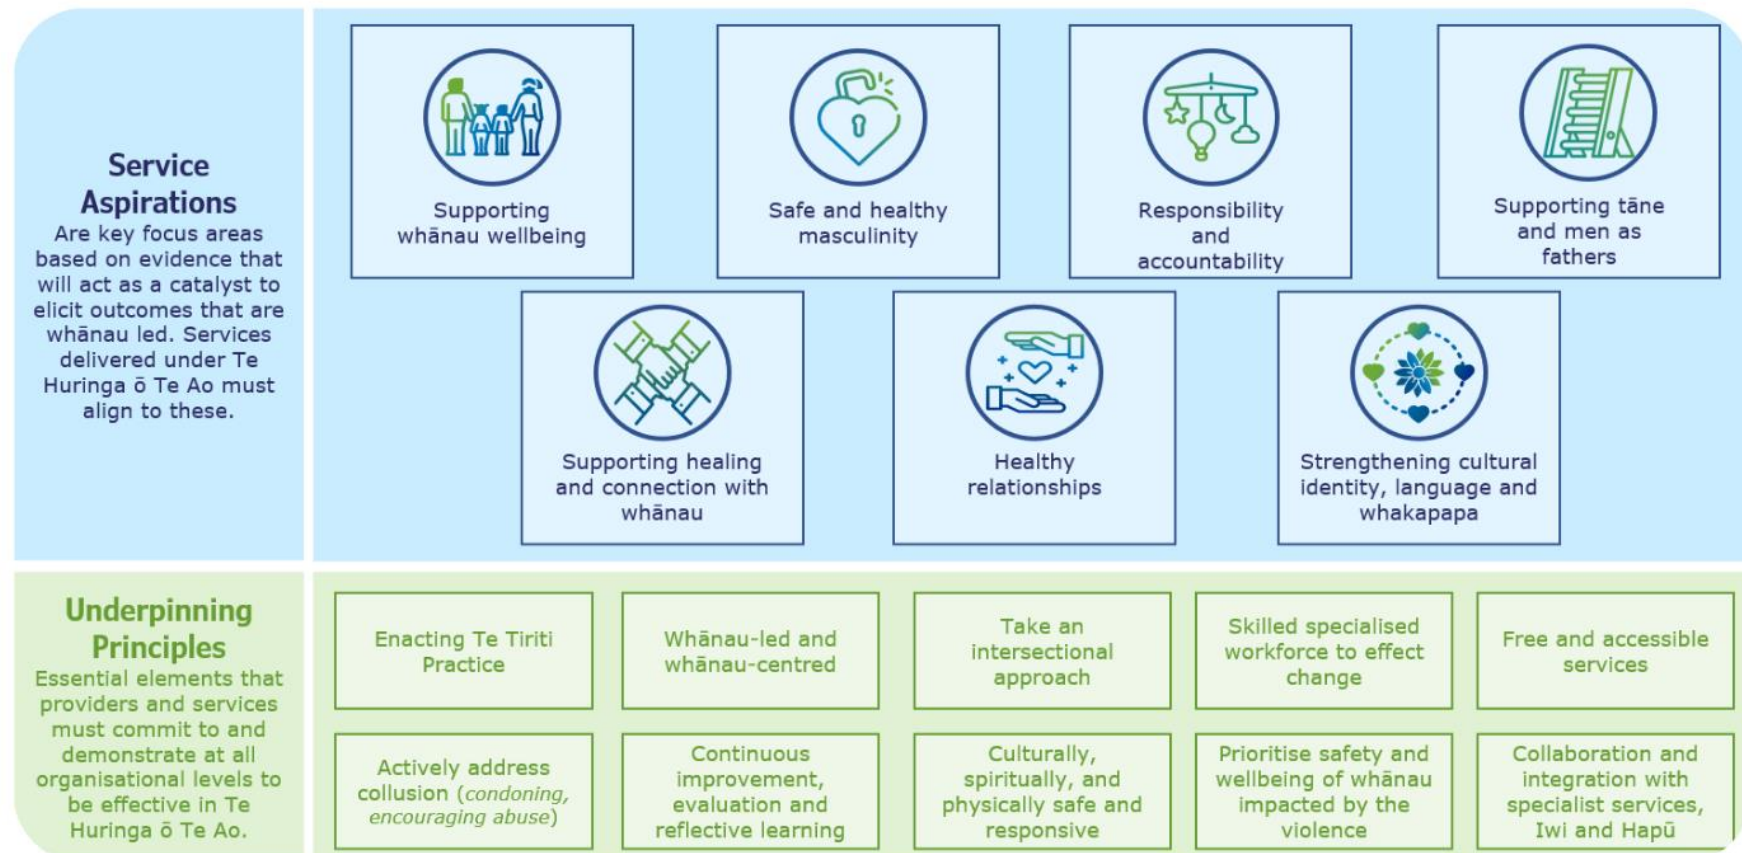 Service
Aspirations
Are key focus areas
based on evidence that
will act as a catalyst to
elicit outcomes that are
whānau led. Services
delivered under Te
Huringa ō Te Ao must
align to these.
Supporting
whānau wellbeing
Safe and healthy
masculinity
Responsibility
and
accountability
Supporting tāne
and men as
fathers
Supporting healing
and connection with
whānau
Healthy
relationships
Strengthening cultural
identity, language and
whakapapa
Underpinning
Principles
Essential elements that
providers and services
must commit to and
demonstrate at all
organisational levels to
be effective in Te
Huringa ō Te Ao.
Enacting Te Tiriti
Practice
Whānau-led and
whānau-centred
Take an
intersectional
approach
Skilled specialised
workforce to effect
change
Free and accessible
services
Actively address
collusion (condoning,
encouraging abuse)
Continuous
improvement,
evaluation and
reflective learning
Culturally,
spiritually, and
physically safe and
responsive
Prioritise safety and
wellbeing of whānau
impacted by the
violence
Collaboration and
integration with
specialist services,
Iwi and Hapū